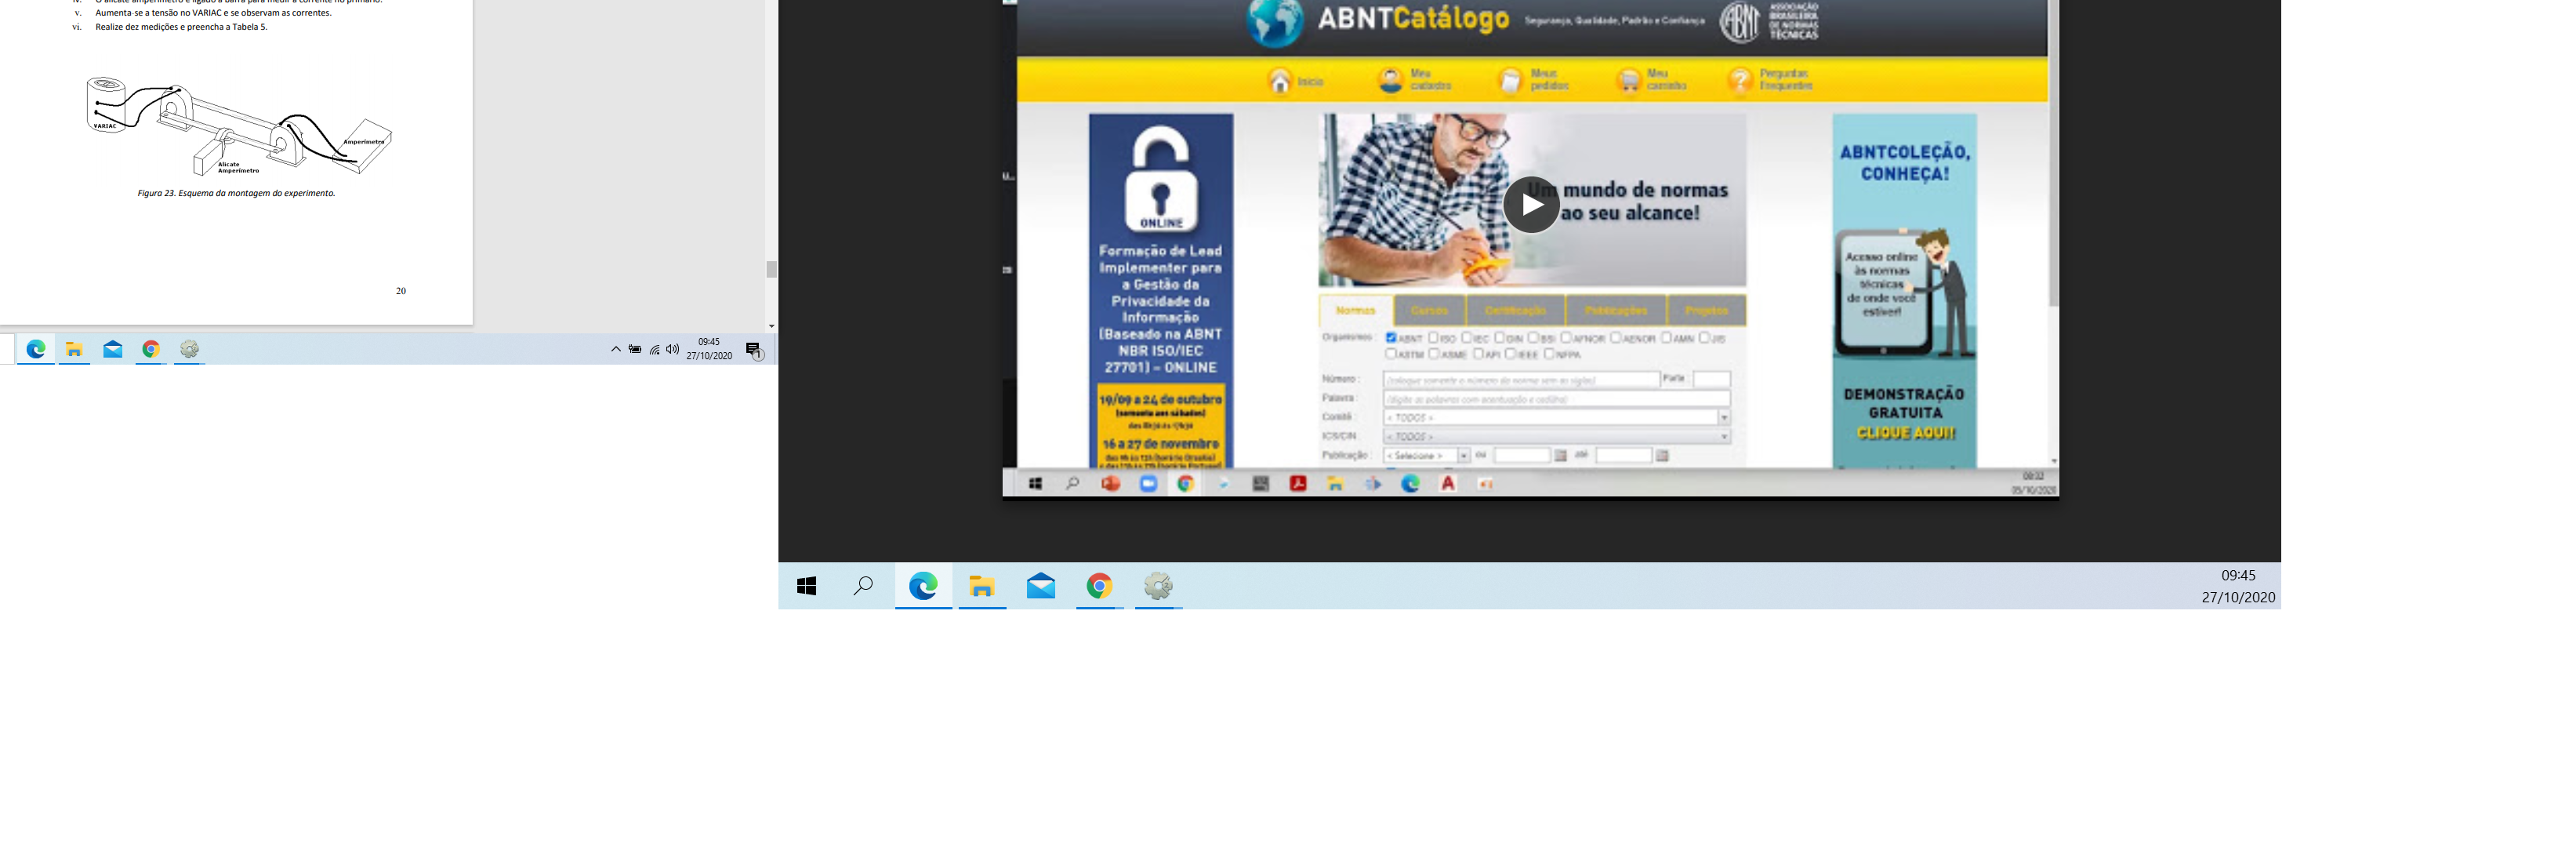 v. Aumenta-se a tensão no VARIAC e se observam as correntes.
vi. Realize dez medições e preencha a Tabela 5.
VARIAC
Alicate
Amperímetro
Amperímetro
Figura 23. Esquema da montagem do experimento.
20
09:45
27/10/2020
1
ABNTCatálogo
Segurança, Qualidade, Padrão e Confiança
ABNT
ASSOCIAÇÃO
BRASILEIRA
DE NORMAS
TÉCNICAS
Início
Meu
cadastro
Meus
pedidos
Meu
carrinho
Perguntas
Frequentes
ONLINE
Formação de Lead
Implementer para
a Gestão da
Privacidade da
Informação
(Baseado na ABNT
NBR ISO/IEC
27701) – ONLINE
19/09 a 24 de outubro
(somente aos sábados)
16 a 27 de novembro
Um mundo de normas
ao seu alcance!
Normas Cursos Certificação Publicações Projetos
Organismos : ABNT ISO IEC DIN BSI AFNOR AENOR AMN JIS
ASTM ASME API IEEE NFPA
Número : (coloque somente o número da norma sem as siglas) Parte :
Palavra : (digite as palavras com acentuação e cedilha)
Comitê : < TODOS >
ICS/CIN < TODOS >
Publicação : < Selecione > ou até
ABNTCOLEÇÃO,
CONHEÇA!
Acesso online
às normas
técnicas
de onde você
estiver!
DEMONSTRAÇÃO
GRATUITA
CLIQUE AQUI!
05/10/2020
09:45
27/10/2020